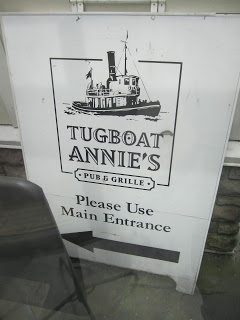 TUGBOAT
ANNIE'S
• PUB & GRILLE •
Please Use
Main Entrance